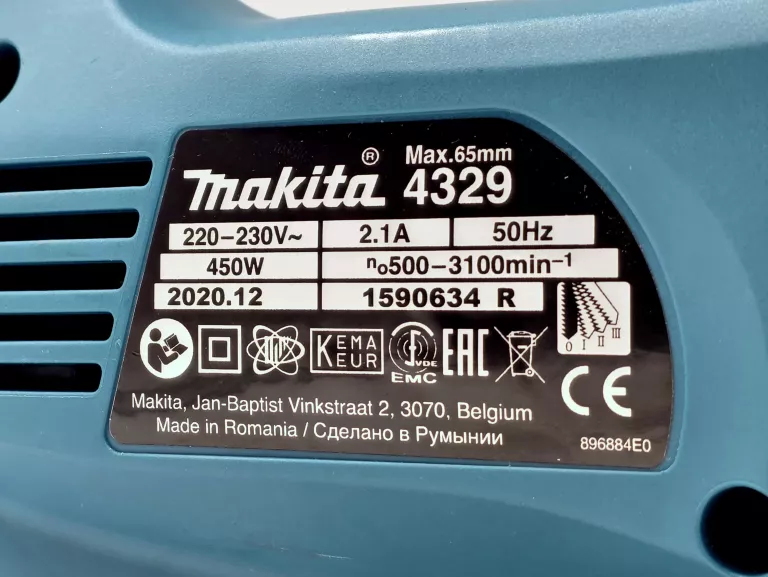 Makita® Max.65mm 4329
220–230V~ 2.1A 50Hz
450W n₀500–3100min⁻¹
2020.12 1590634 R
O I II III
KEMA
KEUR
VDE
EMC
EAC
CE
Makita, Jan-Baptist Vinkstraat 2, 3070, Belgium
Made in Romania / Сделано в Румынии
896884E0